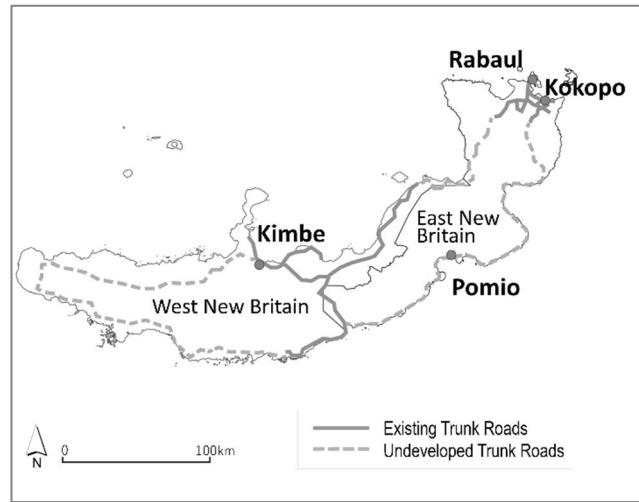 Rabaul
Kokopo
East New
Britain
Kimbe
West New Britain
Pomio
Existing Trunk Roads
Undeveloped Trunk Roads
N
0 100km